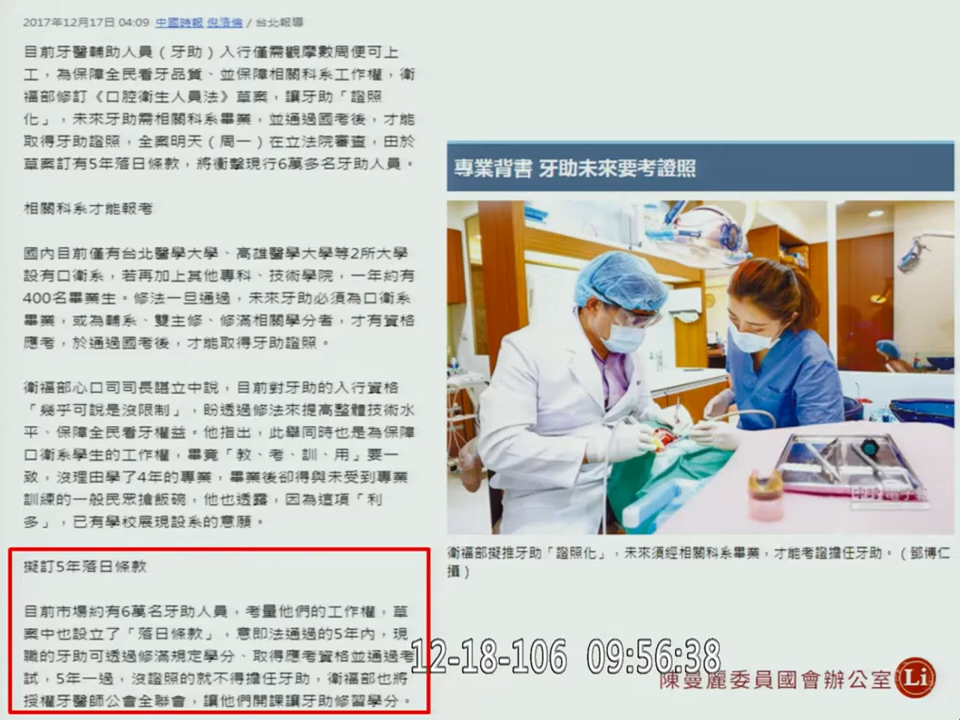 2017年12月17日 04:09 中國時報 倪浩倫 / 台北報導
目前牙醫輔助人員（牙助）入行僅需觀摩數周便可上
工，為保障全民看牙品質、並保障相關科系工作權，衛
福部修訂《口腔衛生人員法》草案，讓牙助「證照
化」，未來牙助需相關科系畢業，並通過國考後，才能
取得牙助證照，全案明天（周一）在立法院審查，由於
草案訂有5年落日條款，將衝擊現行6萬多名牙助人員。
相關科系才能報考
國內目前僅有台北醫學大學、高雄醫學大學等2所大學
設有口衛系，若再加上其他專科、技術學院，一年約有
400名畢業生。修法一旦通過，未來牙助必須為口衛系
畢業，或為輔系、雙主修、修滿相關學分者，才有資格
應考，於通過國考後，才能取得牙助證照。
衛福部心口司司長諶立中說，目前對牙助的入行資格
「幾乎可說是沒限制」，盼透過修法來提高整體技術水
平、保障全民看牙權益。他指出，此舉同時也是為保障
口衛系學生的工作權，畢竟「教、考、訓、用」要一
致，沒理由學了4年的專業，畢業後卻得與未受到專業
訓練的一般民眾搶飯碗，他也透露，因為這項「利
多」，已有學校展現設系的意願。
擬訂5年落日條款
目前市場約有6萬名牙助人員，考量他們的工作權，草
案中也設立了「落日條款」，意即法通過的5年內，現
職的牙助可透過修滿規定學分、取得應考資格並通過考
試，5年一過，沒證照的就不得擔任牙助，衛福部也將
授權牙醫師公會全聯會，讓他們開課讓牙助修習學分。
專業背書 牙助未來要考證照
中時電子報
衛福部擬推牙助「證照化」，未來須經相關科系畢業，才能考證擔任牙助。（鄧博仁
攝）
12-18-106 09:56:38
陳曼麗委員國會辦公室 Li